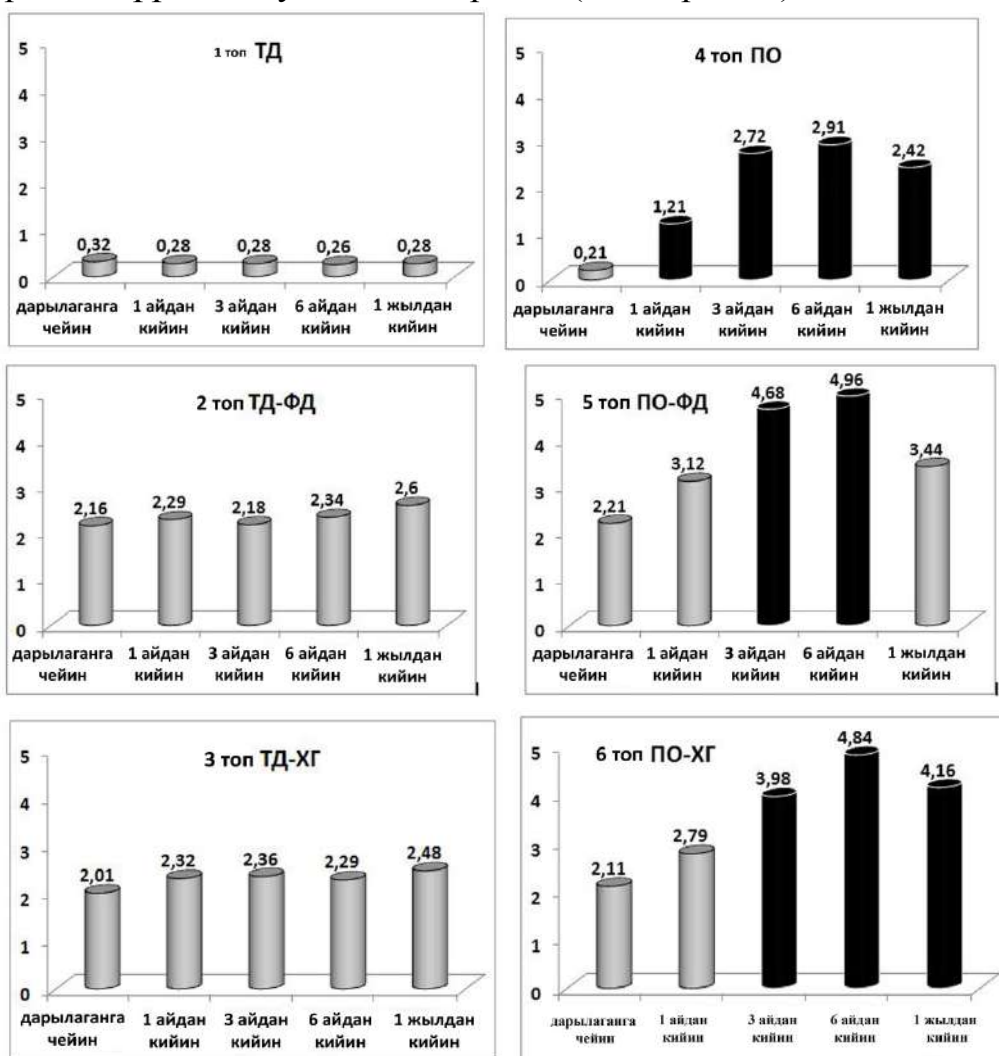 1 топ ТД
5
4
3
2
1
0
0,32 0,28 0,28 0,26 0,28
дарылаганга 1 айдан 3 айдан 6 айдан 1 жылдан
чейин кийин кийин кийин кийин
4 топ ПО
5
4
3
2
1
0
0,21 1,21 2,72 2,91 2,42
дарылаганга 1 айдан 3 айдан 6 айдан 1 жылдан
чейин кийин кийин кийин кийин
2 топ ТД-ФД
5
4
3
2
1
0
2,16 2,29 2,18 2,34 2,6
дарылаганга 1 айдан 3 айдан 6 айдан 1 жылдан
чейин кийин кийин кийин кийин
5 топ ПО-ФД
5
4
3
2
1
0
2,21 3,12 4,68 4,96 3,44
дарылаганга 1 айдан 3 айдан 6 айдан 1 жылдан
чейин кийин кийин кийин кийин
3 топ ТД-ХГ
5
4
3
2
1
0
2,01 2,32 2,36 2,29 2,48
дарылаганга 1 айдан 3 айдан 6 айдан 1 жылдан
чейин кийин кийин кийин кийин
6 топ ПО-ХГ
5
4
3
2
1
0
2,11 2,79 3,98 4,84 4,16
дарылаганга 1 айдан 3 айдан 6 айдан 1 жылдан
чейин кийин кийин кийин кийин